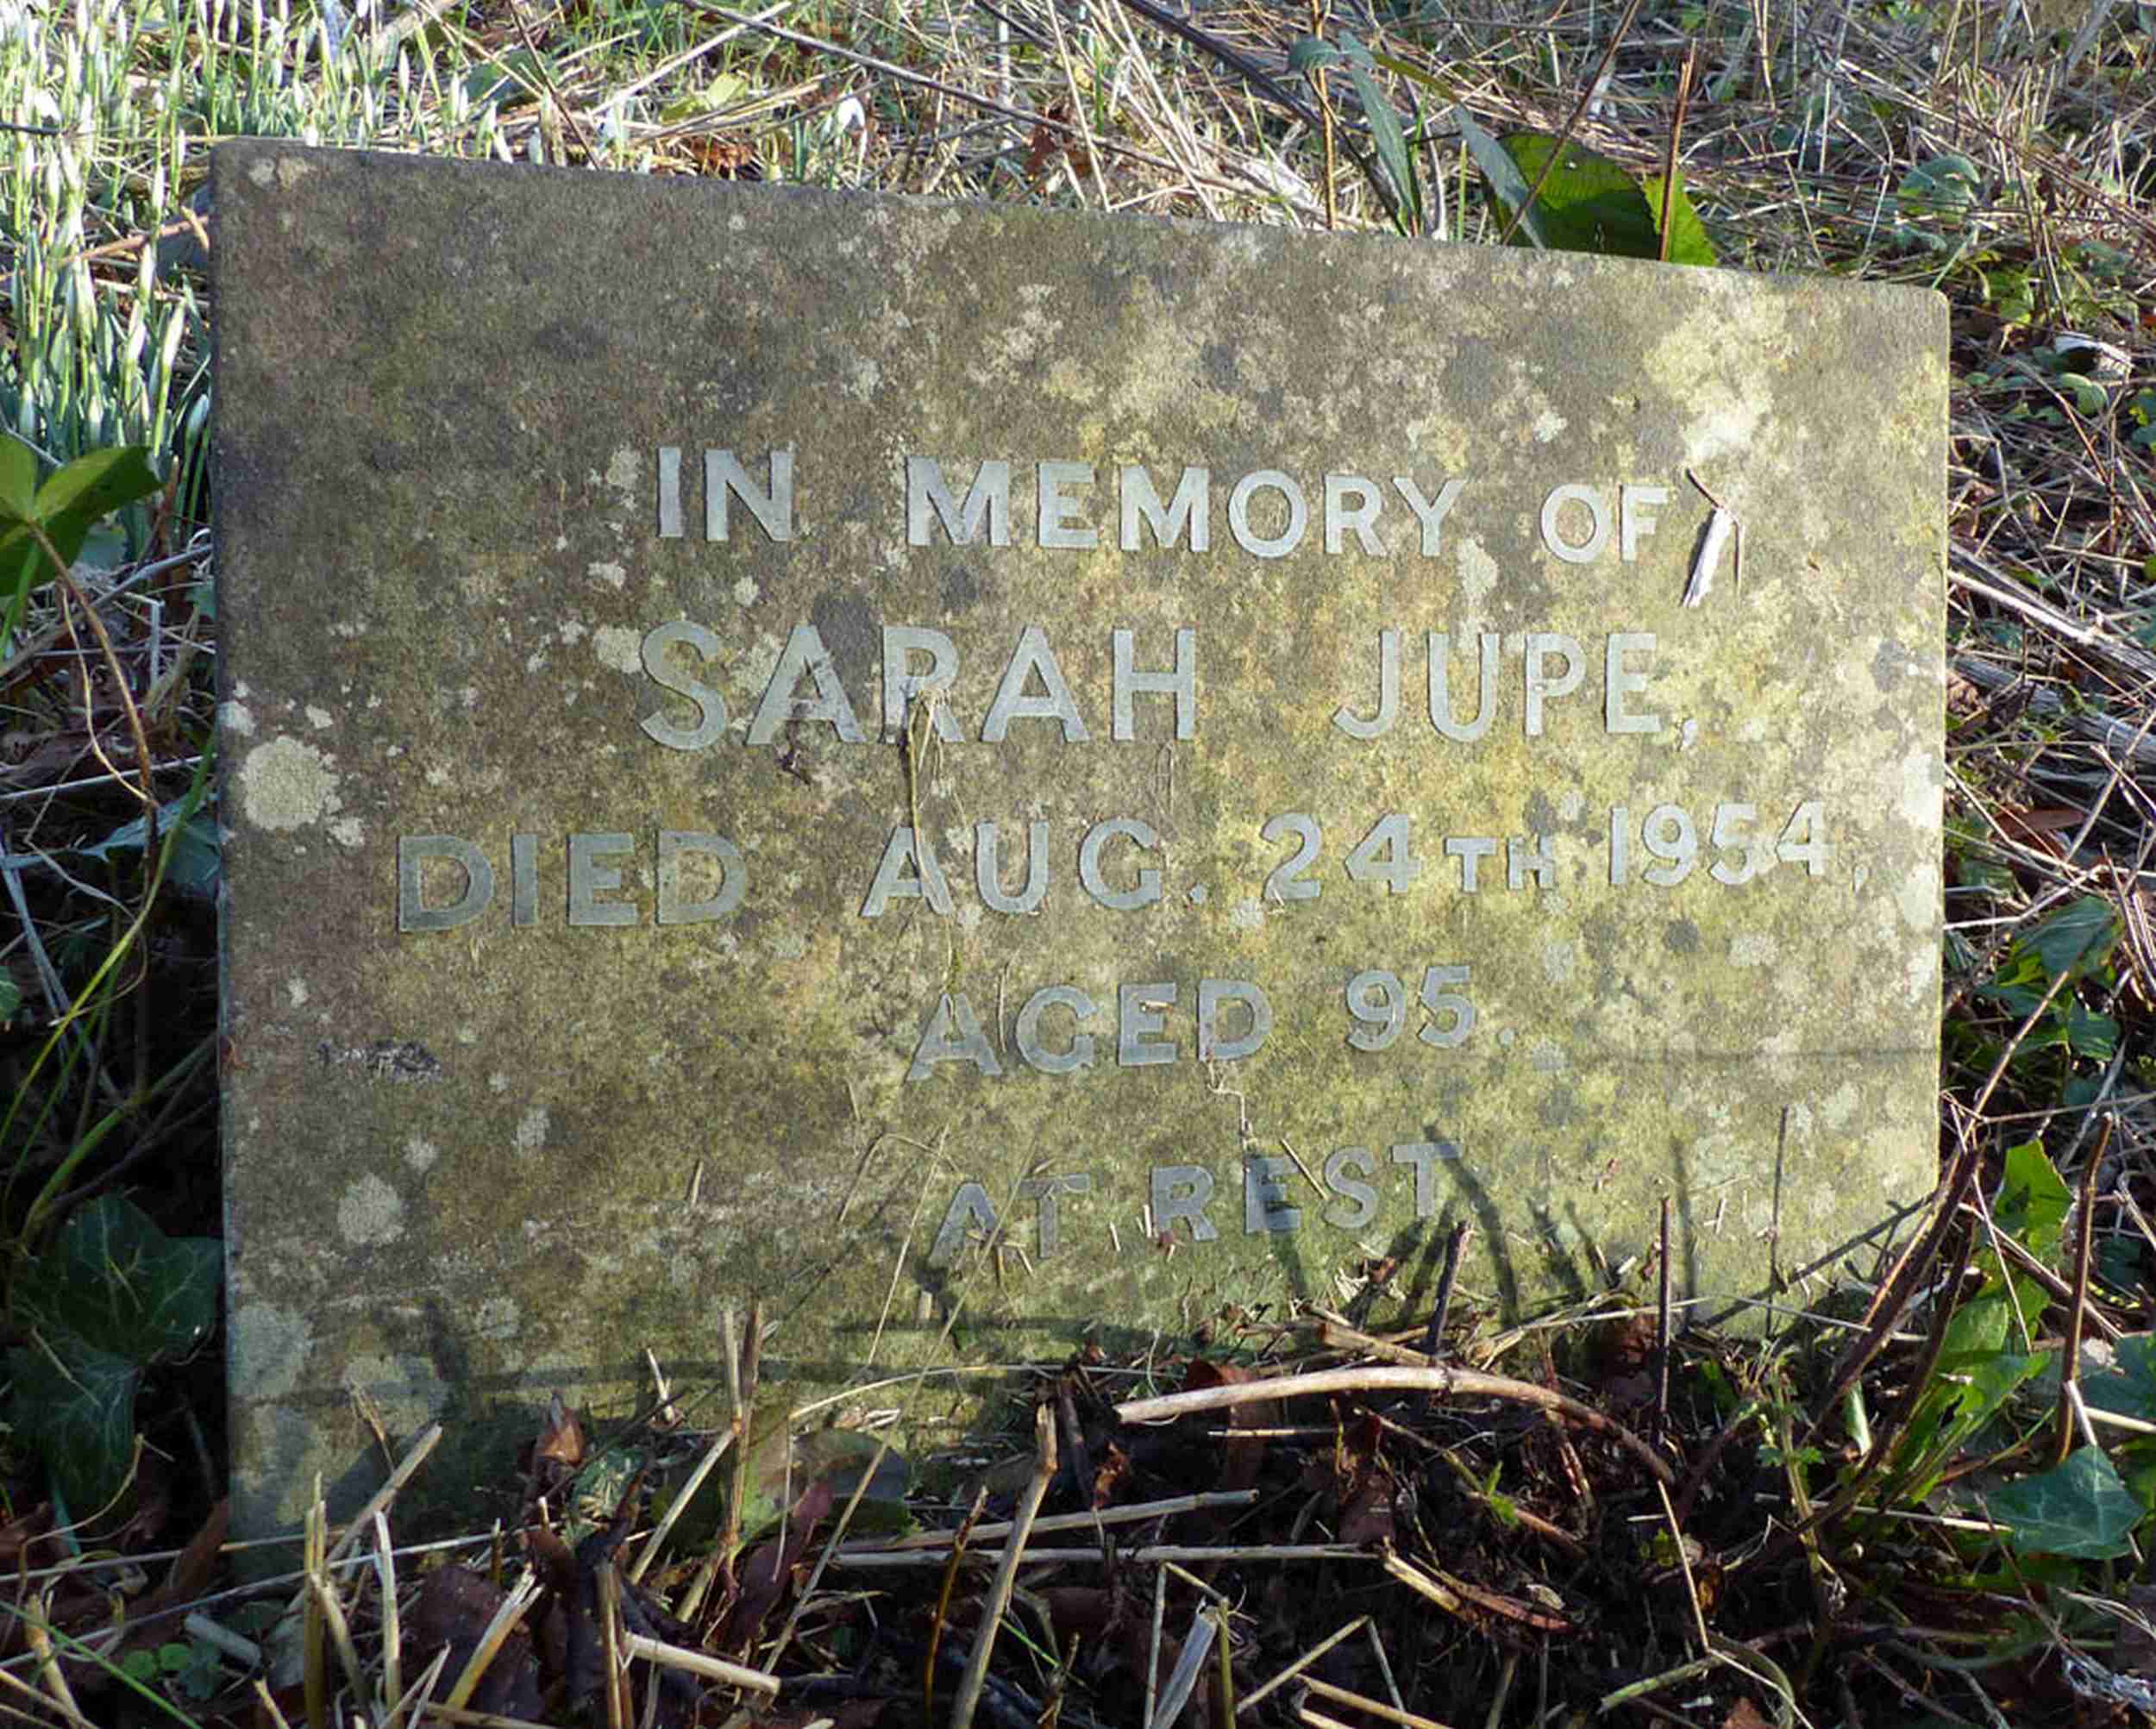 IN MEMORY OF
SARAH JUPE,
DIED AUG. 24TH 1954,
AGED 95.
AT REST